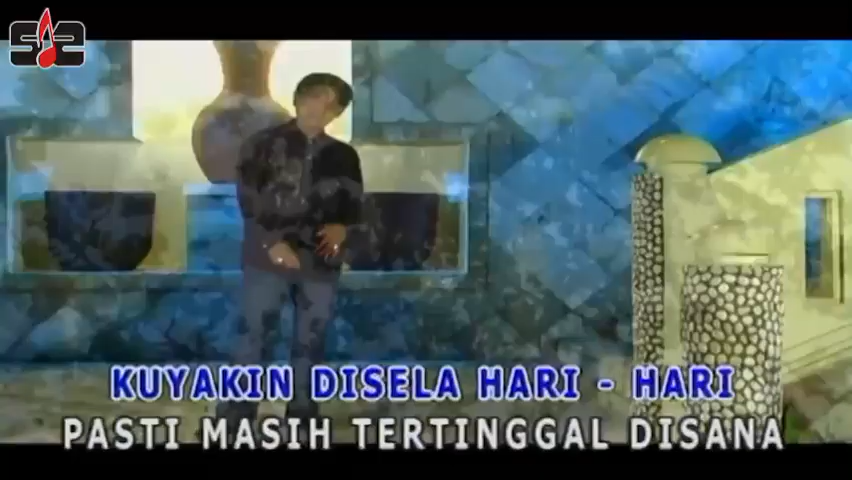 KUYAKIN DISELA HARI - HARI
PASTI MASIH TERTINGGAL DISANA